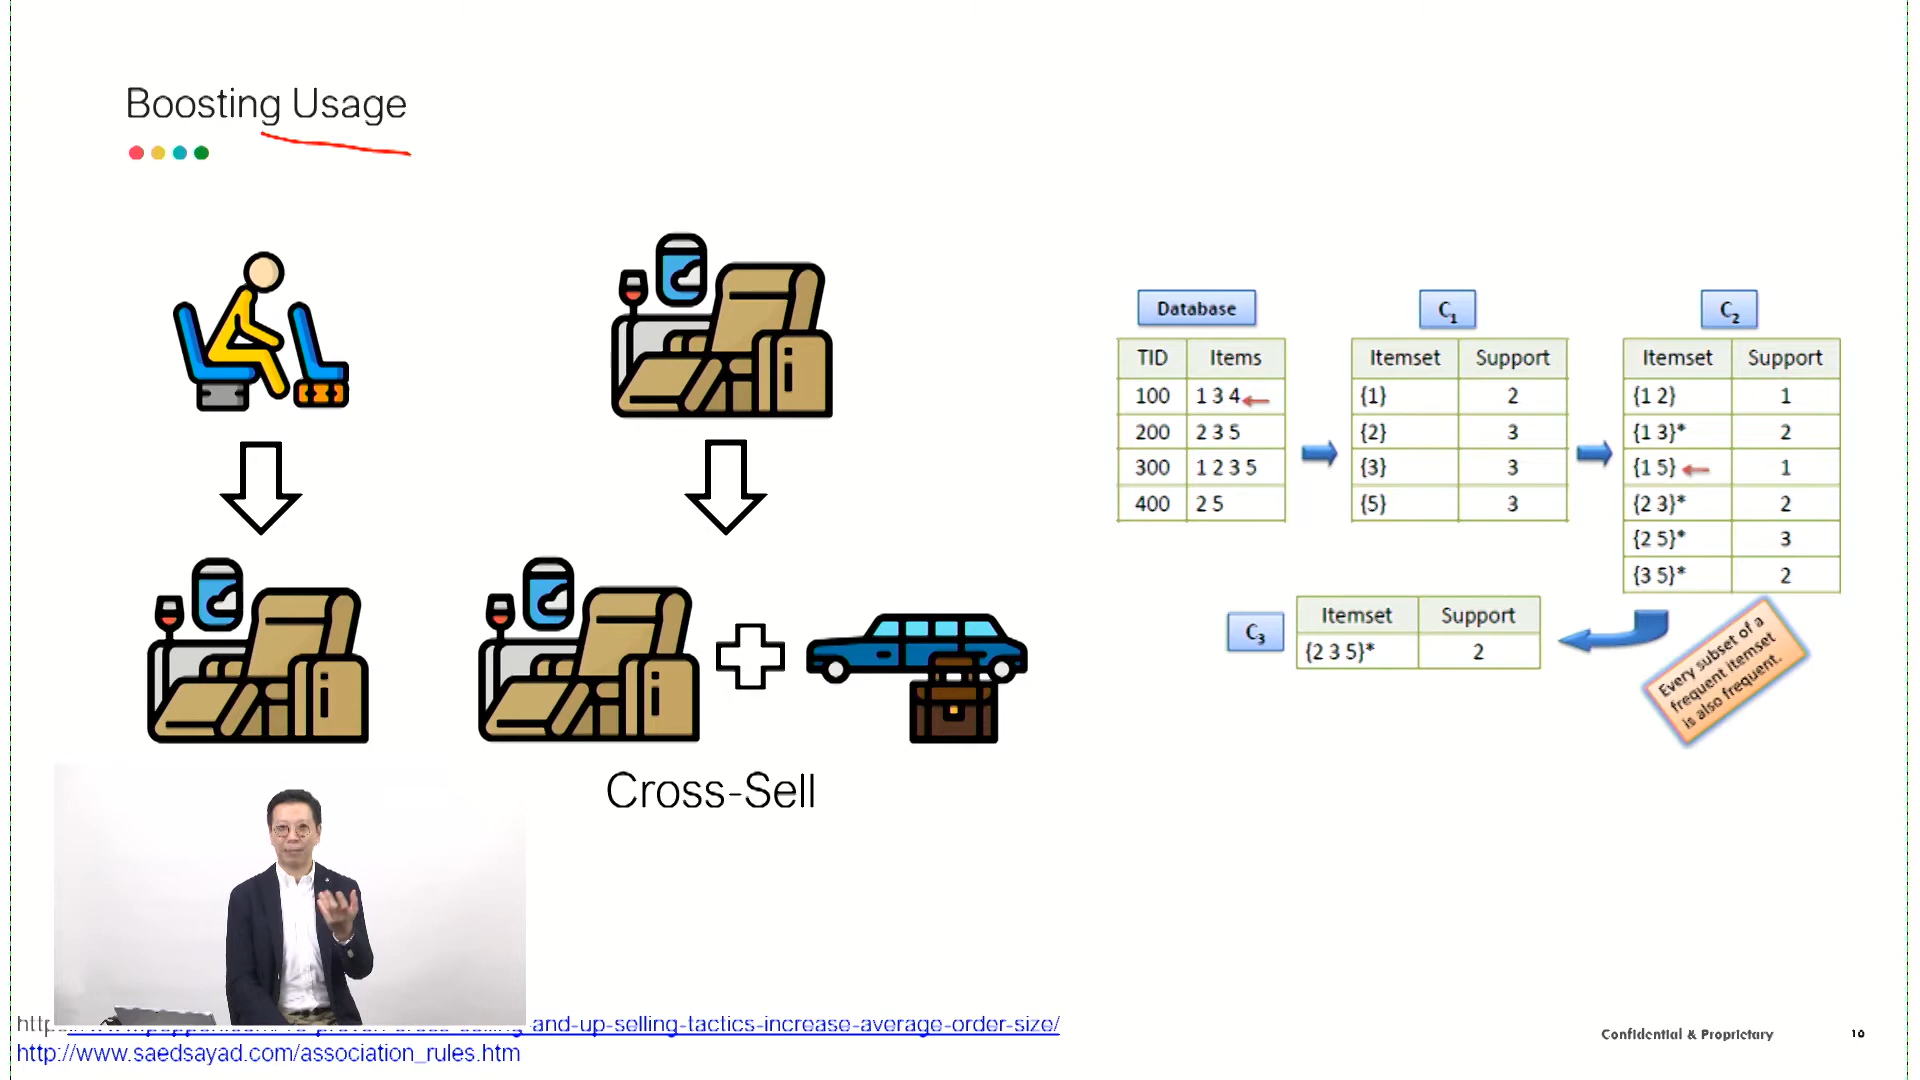 Boosting Usage
Database
TID Items
100 1 3 4
200 2 3 5
300 1 2 3 5
400 2 5
C1
Itemset Support
{1} 2
{2} 3
{3} 3
{5} 3
C2
Itemset Support
{1 2} 1
{1 3}* 2
{1 5} 1
{2 3}* 2
{2 5}* 3
{3 5}* 2
C3
Itemset Support
{2 3 5}* 2
Every subset of a
frequent itemset
is also frequent.
Cross-Sell
-and-up-selling-tactics-increase-average-order-size/
http://www.saedsayad.com/association_rules.htm
Confidential & Proprietary